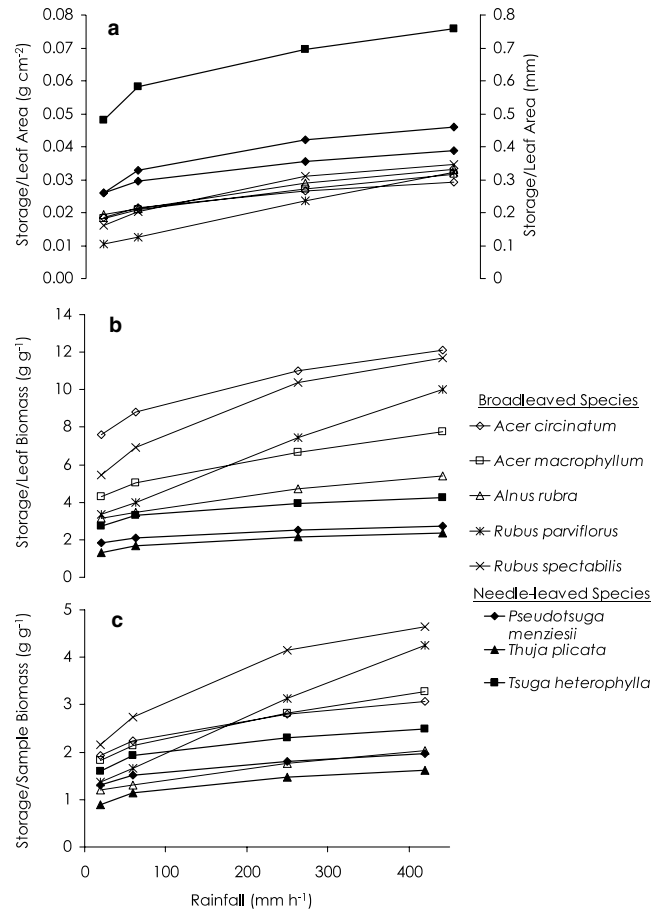 a
0.08
0.07
0.06
0.05
0.04
0.03
0.02
0.01
0.00
Storage/Leaf Area (g cm-2)
0.8
0.7
0.6
0.5
0.4
0.3
0.2
0.1
0
Storage/Leaf Area (mm)
b
14
12
10
8
6
4
2
0
Storage/Leaf Biomass (g g-1)
c
5
4
3
2
1
0
Storage/Sample Biomass (g g-1)
0 100 200 300 400
Rainfall (mm h-1)
Broadleaved Species
Acer circinatum
Acer macrophyllum
Alnus rubra
Rubus parviflorus
Rubus spectabilis
Needle-leaved Species
Pseudotsuga
menziesii
Thuja plicata
Tsuga heterophylla